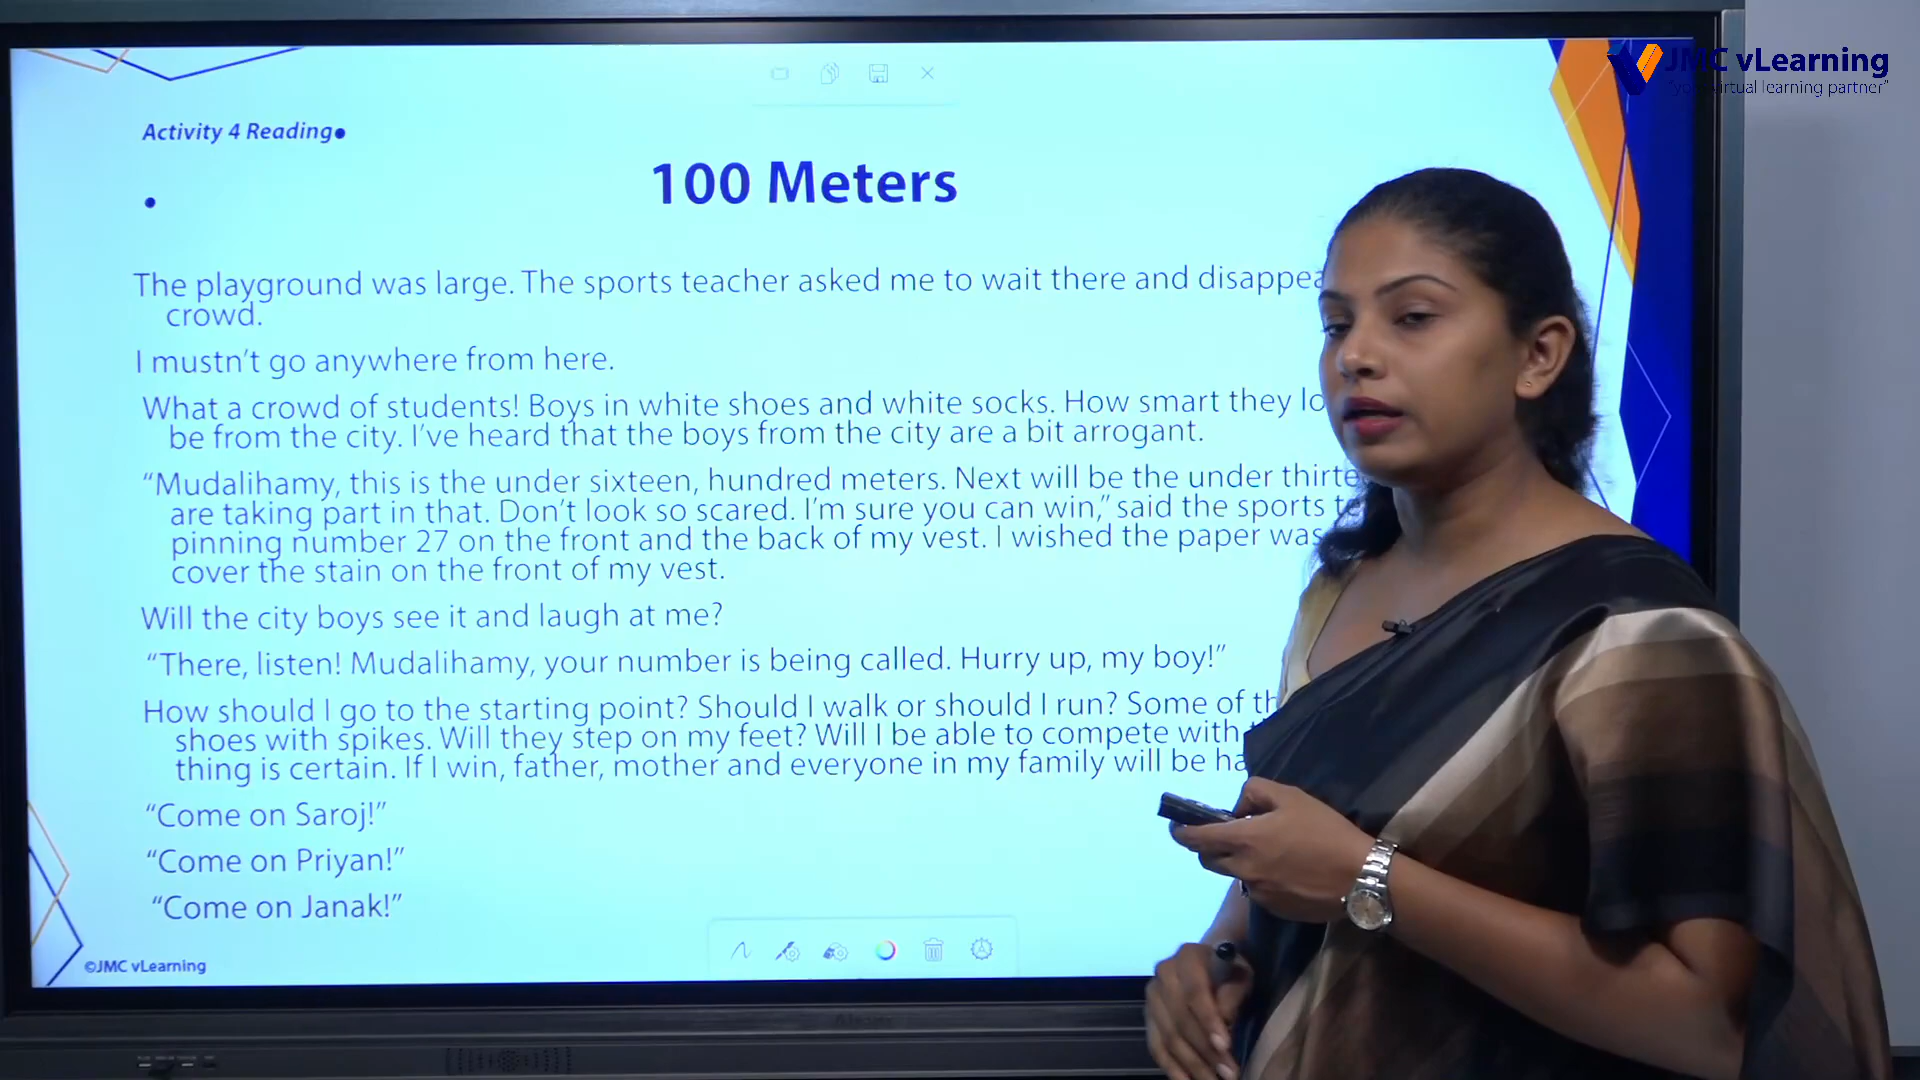 JMC vLearning
"your virtual learning partner"
Activity 4 Reading●
100 Meters
The playground was large. The sports teacher asked me to wait there and
crowd.
I mustn't go anywhere from here.
What a crowd of students! Boys in white shoes and white socks. How smart they
be from the city. I've heard that the boys from the city are a bit arrogant.
"Mudalihamy, this is the under sixteen, hundred meters. Next will be the under
are taking part in that. Don't look so scared. I'm sure you can win," said the sports
pinning number 27 on the front and the back of my vest. I wished the paper was
cover the stain on the front of my vest.
Will the city boys see it and laugh at me?
"There, listen! Mudalihamy, your number is being called. Hurry up, my boy!"
How should I go to the starting point? Should I walk or should I run? Some of
shoes with spikes. Will they step on my feet? Will I be able to compete with
thing is certain. If I win, father, mother and everyone in my family will be
"Come on Saroj!"
"Come on Priyan!"
"Come on Janak!"
©JMC vLearning